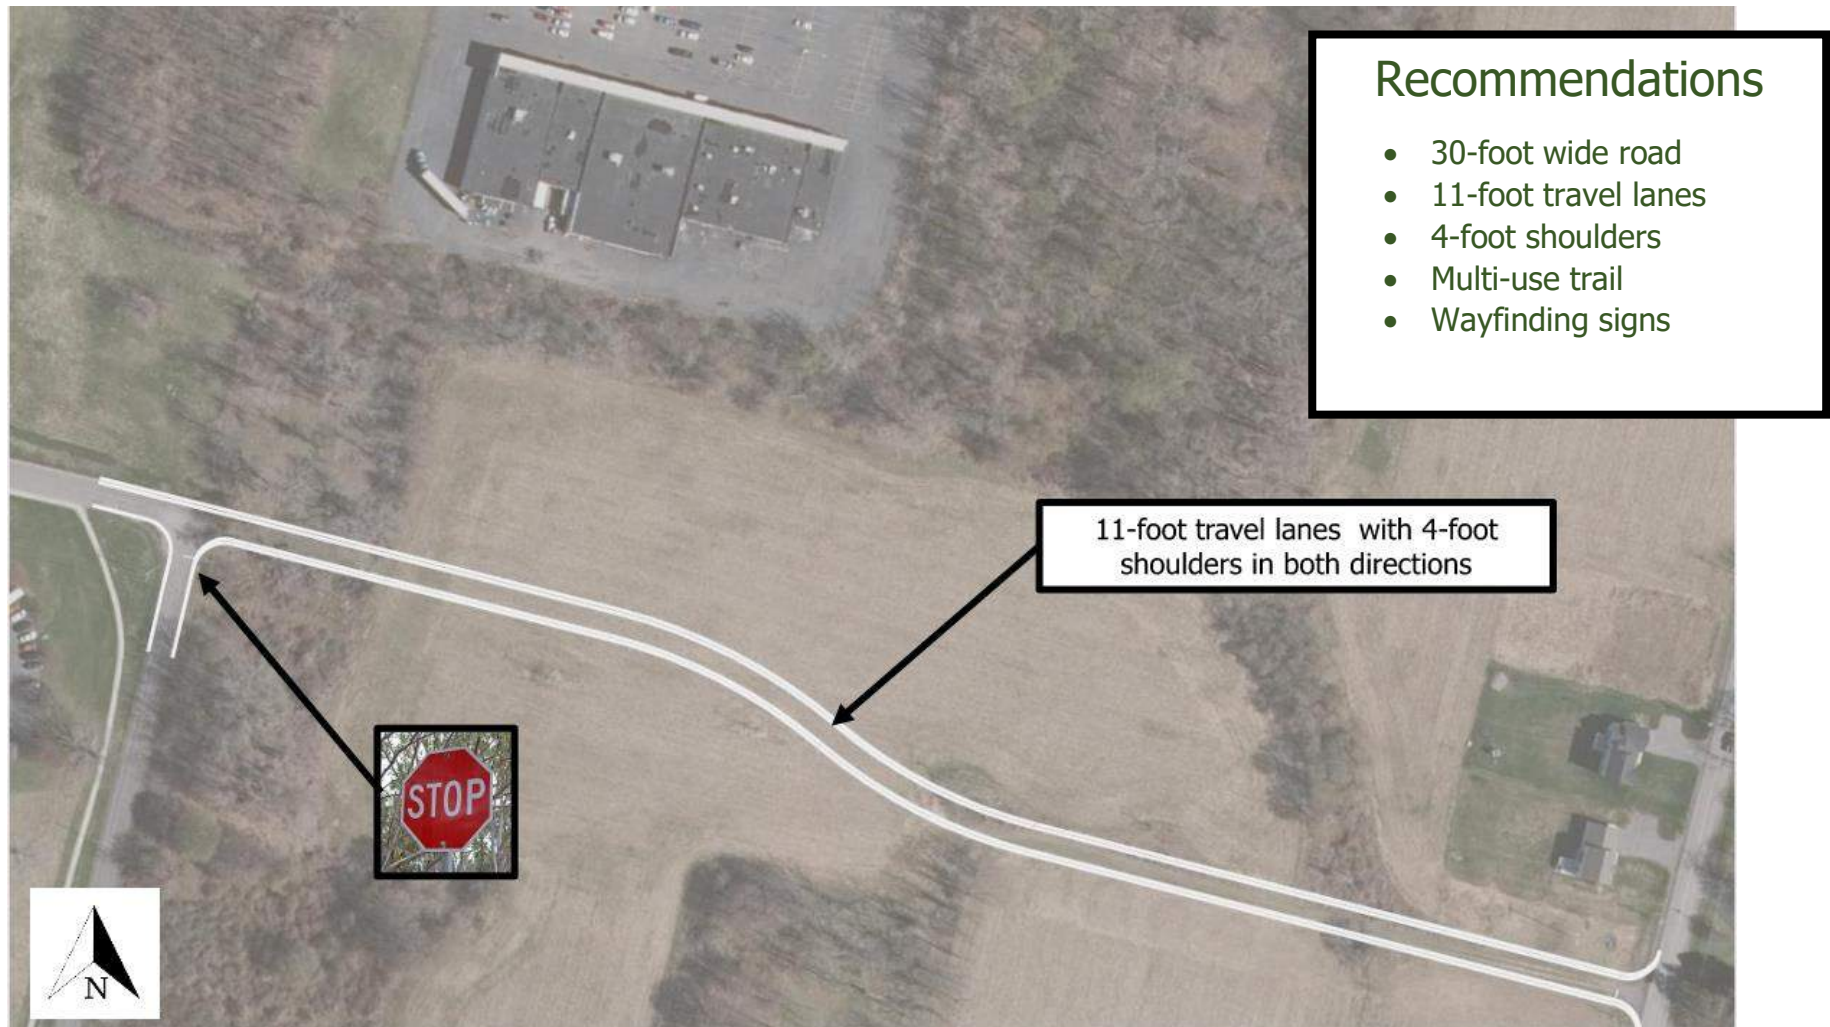 Recommendations
• 30-foot wide road
• 11-foot travel lanes
• 4-foot shoulders
• Multi-use trail
• Wayfinding signs
11-foot travel lanes with 4-foot
shoulders in both directions
STOP
N